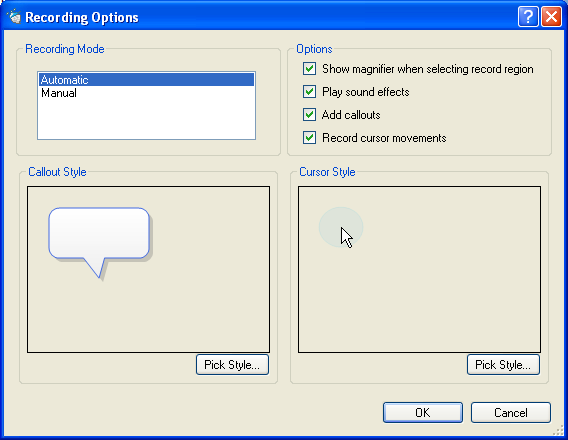 Recording Options
Recording Mode
Automatic
Manual
Options
Show magnifier when selecting record region
Play sound effects
Add callouts
Record cursor movements
Callout Style
Pick Style...
Cursor Style
Pick Style...
OK
Cancel